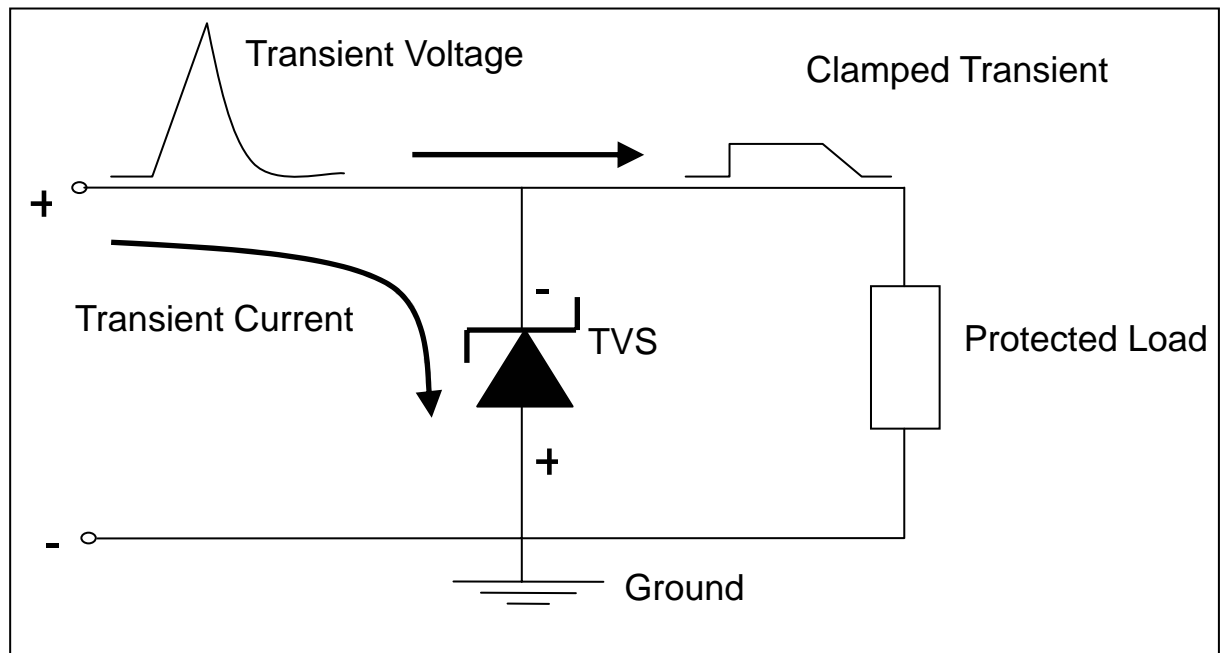 Transient Voltage
Clamped Transient
+
Transient Current
-
TVS
Protected Load
+
-
Ground